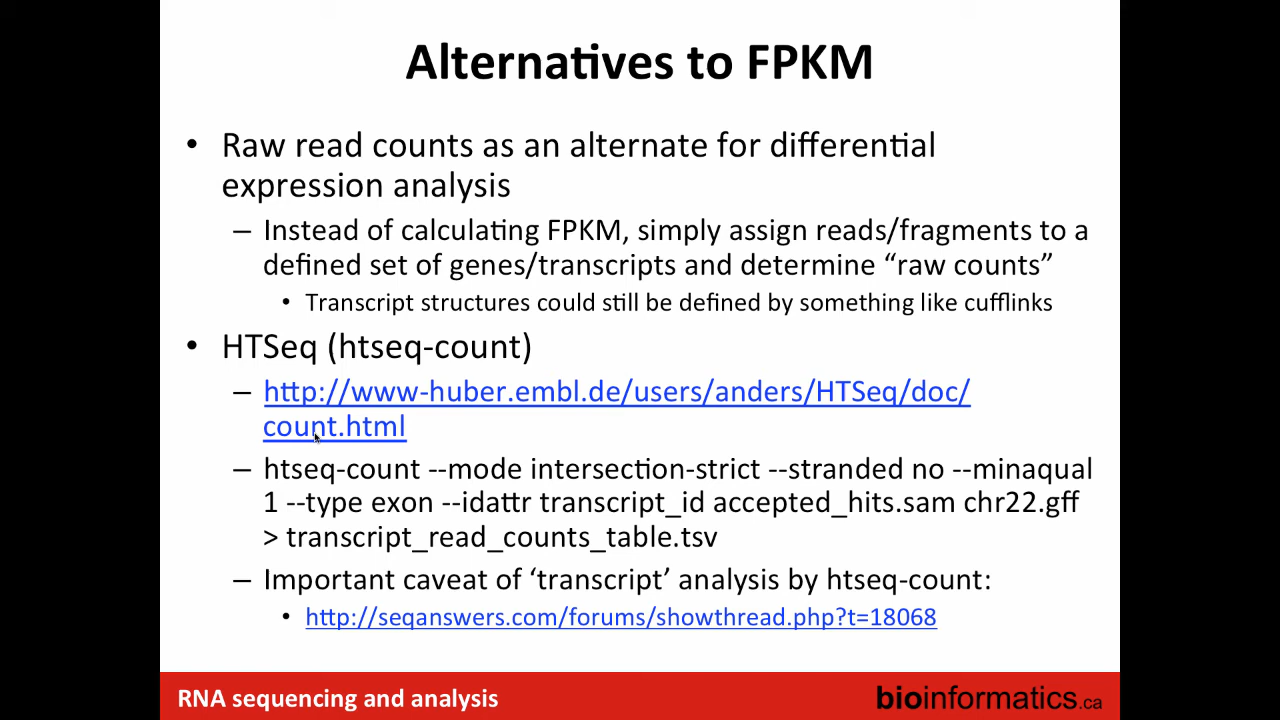 Alternatives to FPKM
• Raw read counts as an alternate for differential
expression analysis
– Instead of calculating FPKM, simply assign reads/fragments to a
defined set of genes/transcripts and determine “raw counts”
• Transcript structures could still be defined by something like cufflinks
• HTSeq (htseq-count)
– http://www-huber.embl.de/users/anders/HTSeq/doc/
count.html
– htseq-count --mode intersection-strict --stranded no --minaqual
1 --type exon --idattr transcript_id accepted_hits.sam chr22.gff
> transcript_read_counts_table.tsv
– Important caveat of ‘transcript’ analysis by htseq-count:
• http://seqanswers.com/forums/showthread.php?t=18068
RNA sequencing and analysis
bioinformatics.ca